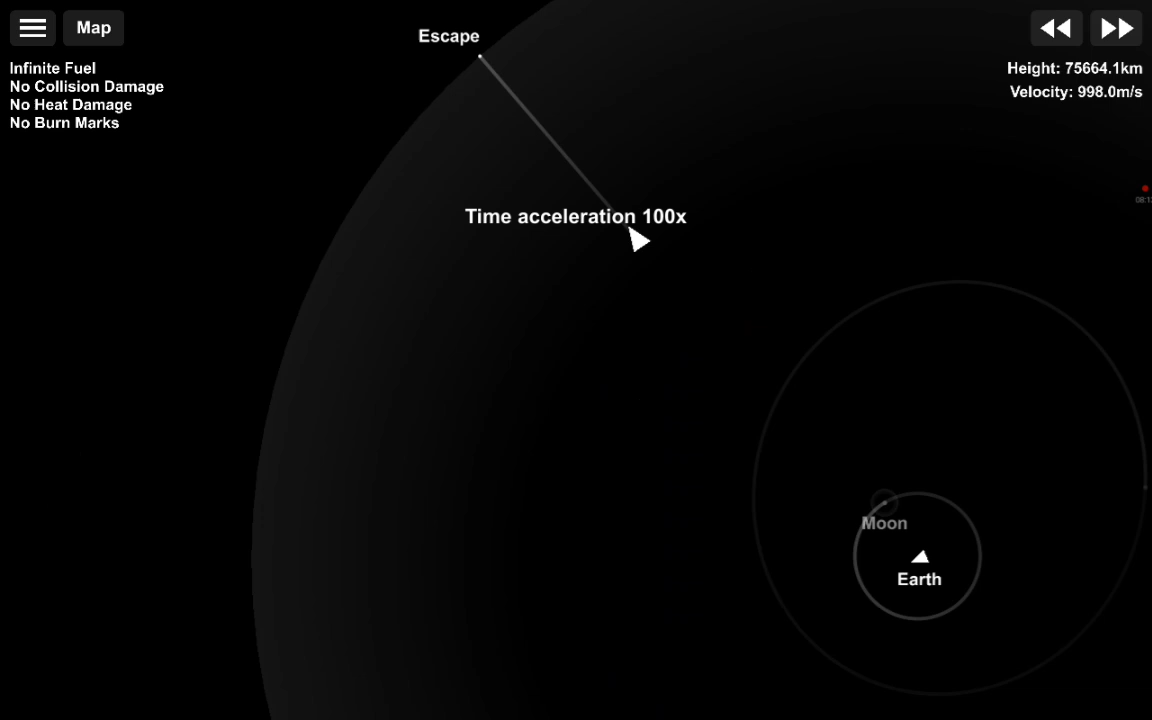 Map
Escape
Infinite Fuel
No Collision Damage
No Heat Damage
No Burn Marks
Height: 75664.1km
Velocity: 998.0m/s
Time acceleration 100x
Moon
Earth